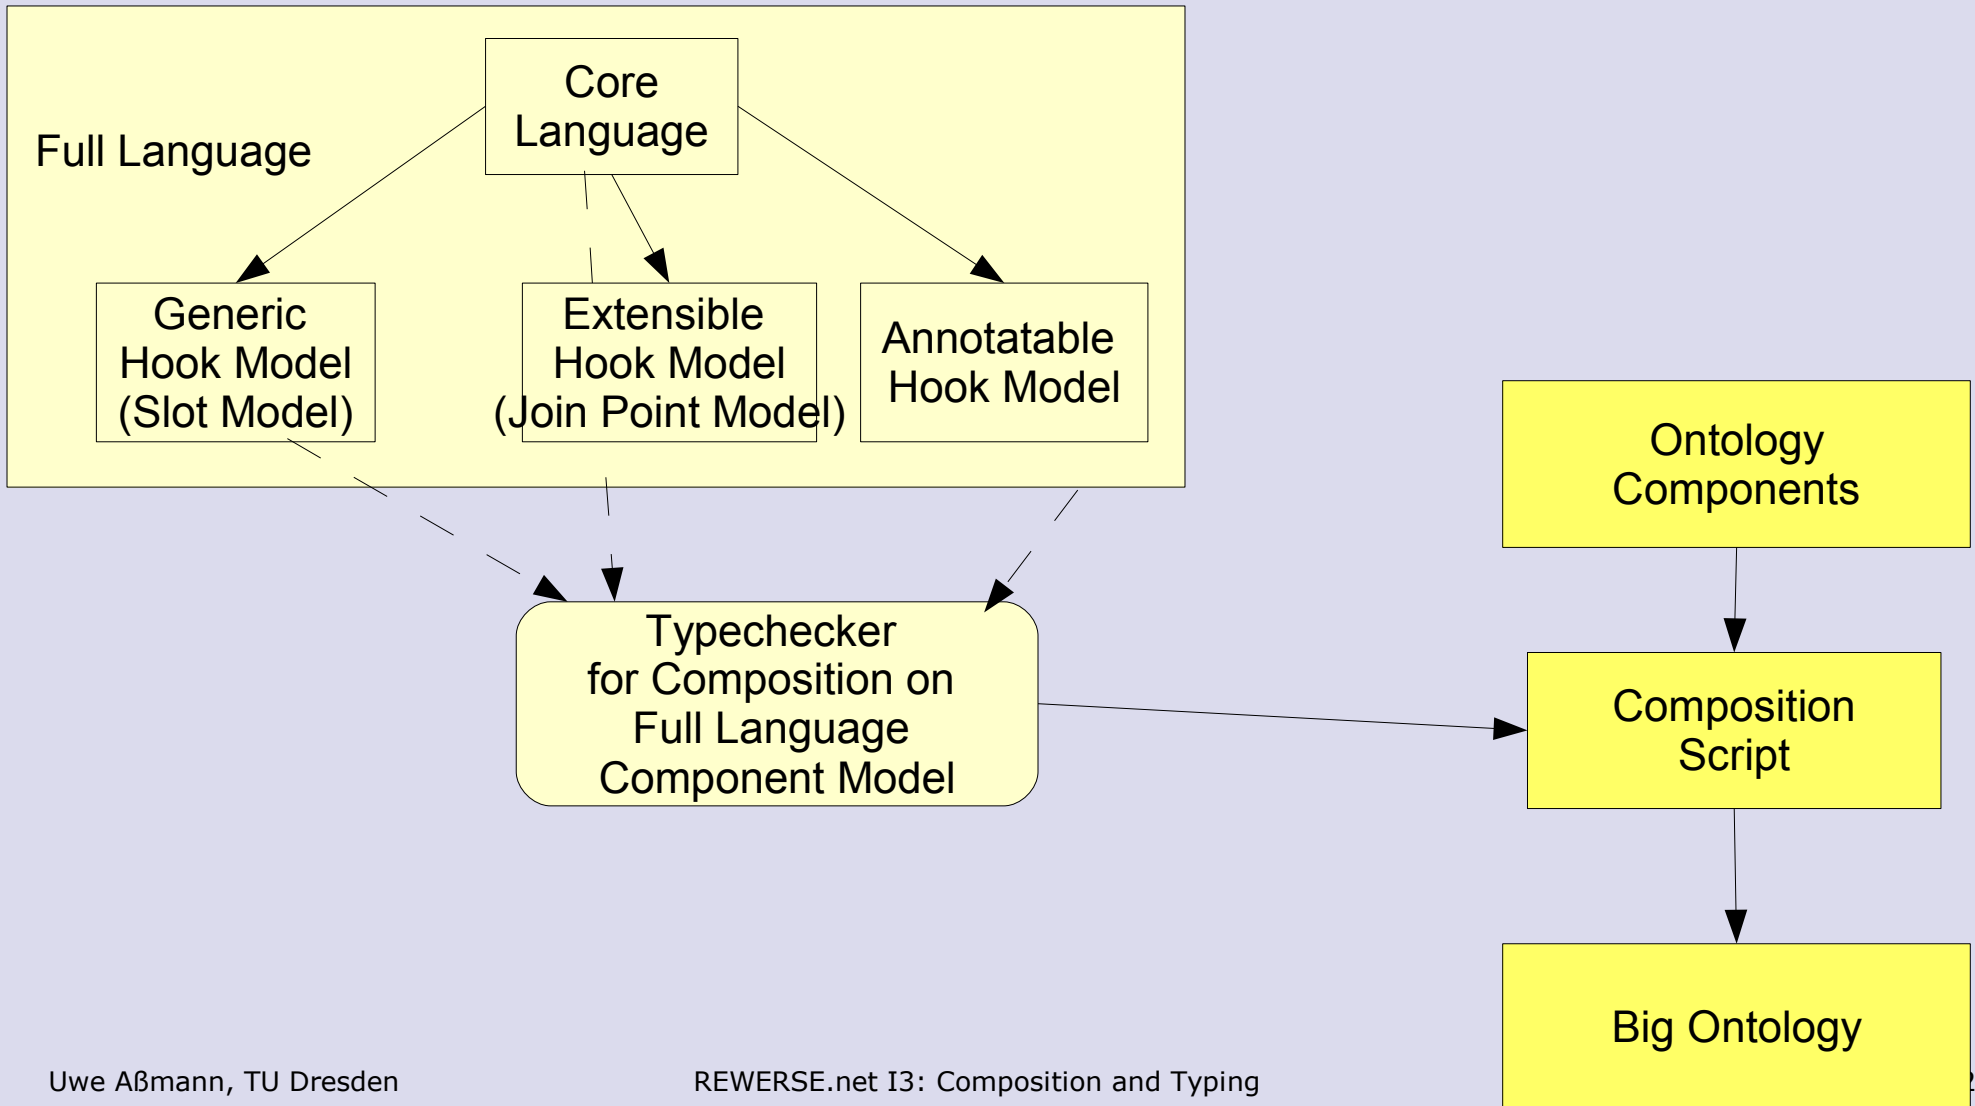 Core
Language
Full Language
Generic
Hook Model
(Slot Model)
Extensible
Hook Model
(Join Point Model)
Annotatable
Hook Model
Ontology
Components
Typechecker
for Composition on
Full Language
Component Model
Composition
Script
Big Ontology
Uwe Aßmann, TU Dresden
REWERSE.net I3: Composition and Typing